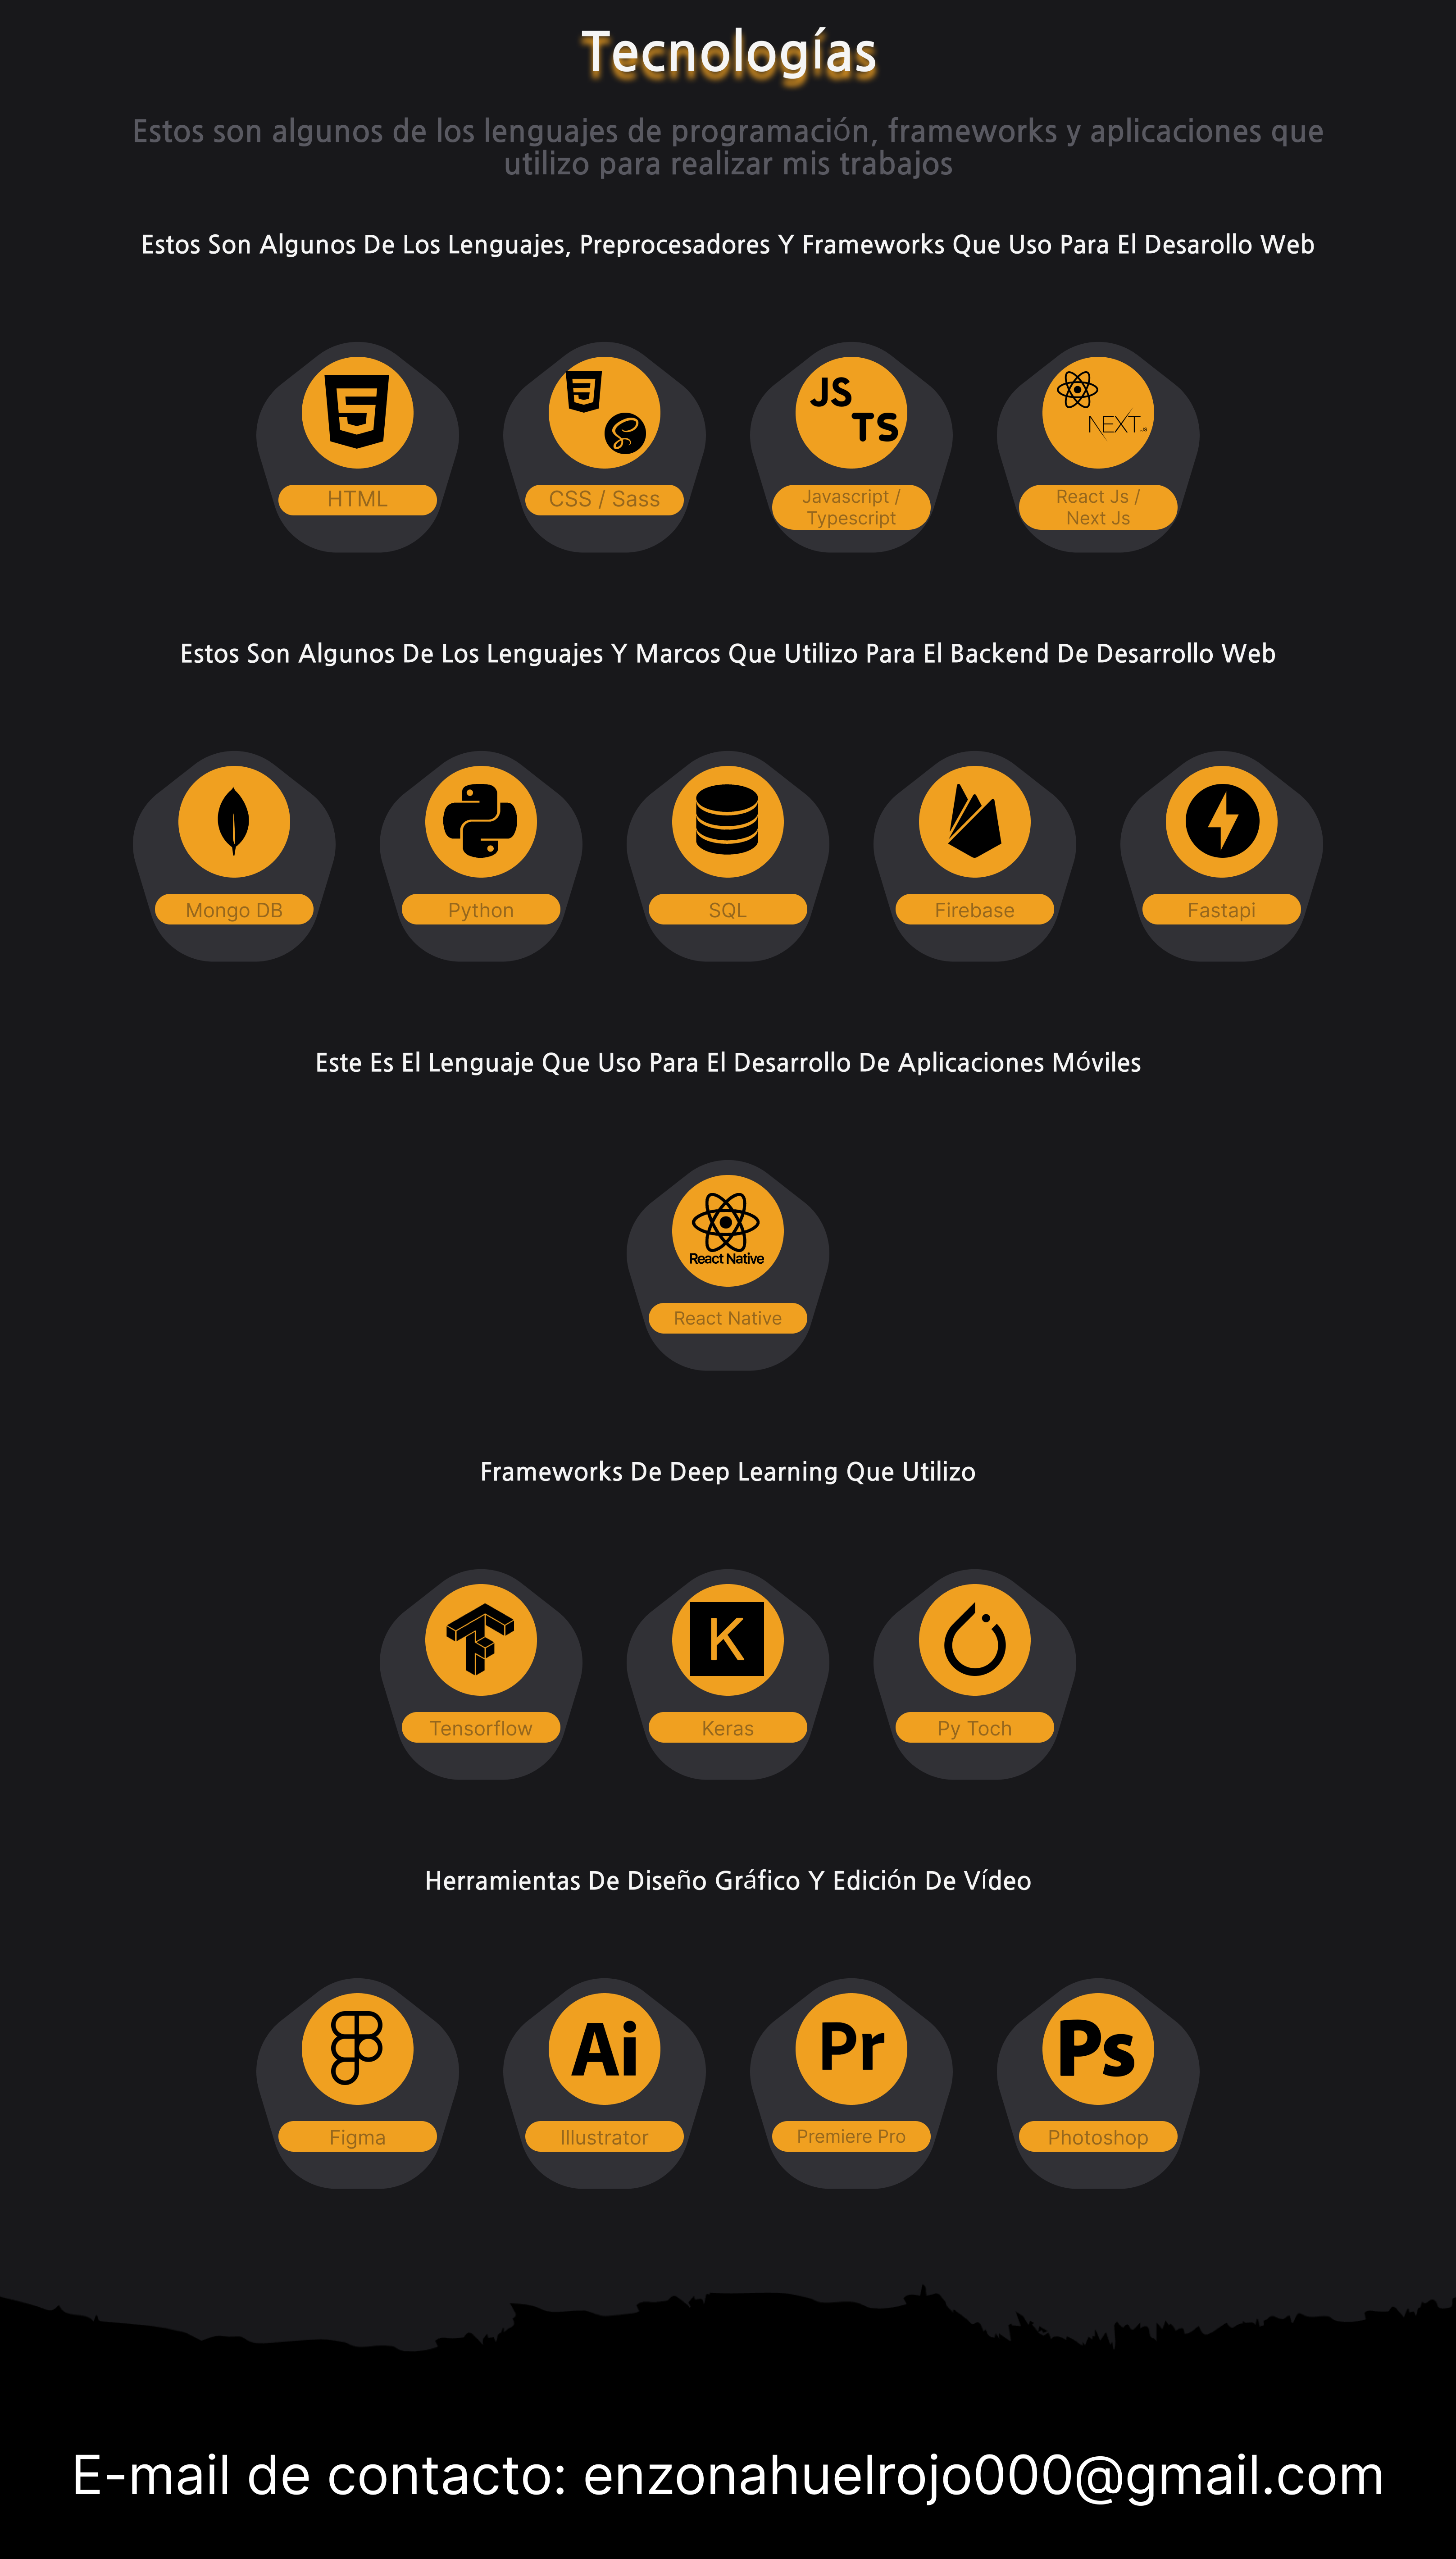 Tecnologías
Estos son algunos de los lenguajes de programación, frameworks y aplicaciones que
utilizo para realizar mis trabajos
Estos Son Algunos De Los Lenguajes, Preprocesadores Y Frameworks Que Uso Para El Desarollo Web
JS
TS
NEXT.JS
HTML
CSS / Sass
Javascript /
Typescript
React Js /
Next Js
Estos Son Algunos De Los Lenguajes Y Marcos Que Utilizo Para El Backend De Desarrollo Web
Mongo DB
Python
SQL
Firebase
Fastapi
Este Es El Lenguaje Que Uso Para El Desarrollo De Aplicaciones Móviles
React Native
React Native
Frameworks De Deep Learning Que Utilizo
K
Tensorflow
Keras
Py Toch
Herramientas De Diseño Gráfico Y Edición De Vídeo
Ai
Pr
Ps
Figma
Illustrator
Premiere Pro
Photoshop
E-mail de contacto: enzonahuelrojo000@gmail.com